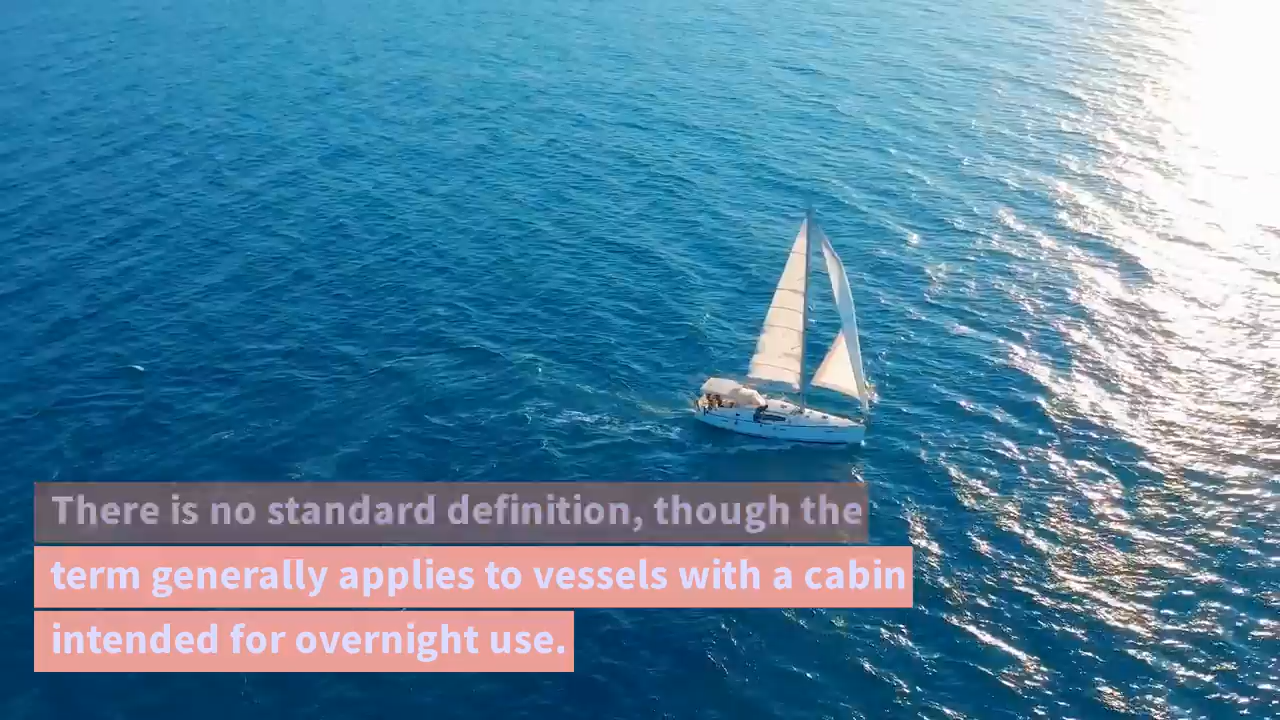 There is no standard definition, though the
term generally applies to vessels with a cabin
intended for overnight use.